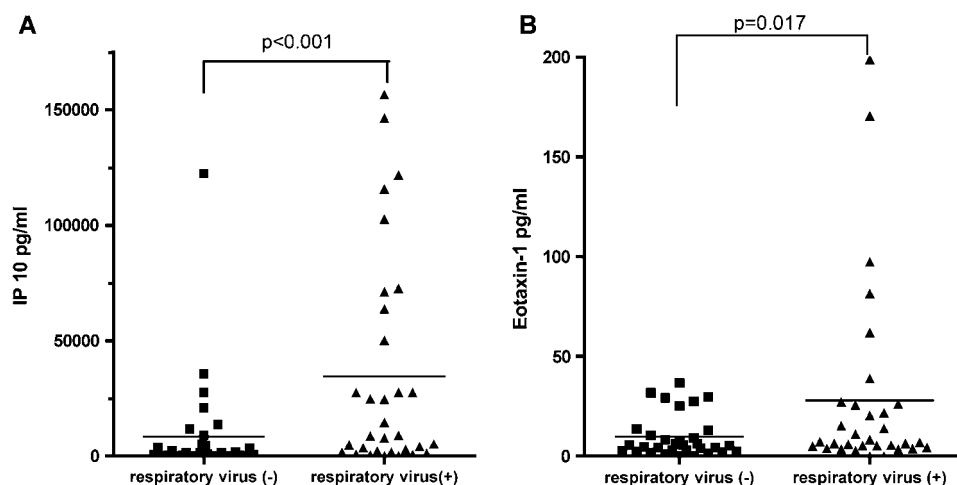 A
p<0.001
IP 10 pg/ml
150000
100000
50000
0
respiratory virus (-)
respiratory virus(+)
B
p=0.017
Eotaxin-1 pg/ml
200
150
100
50
0
respiratory virus (-)
respiratory virus (+)